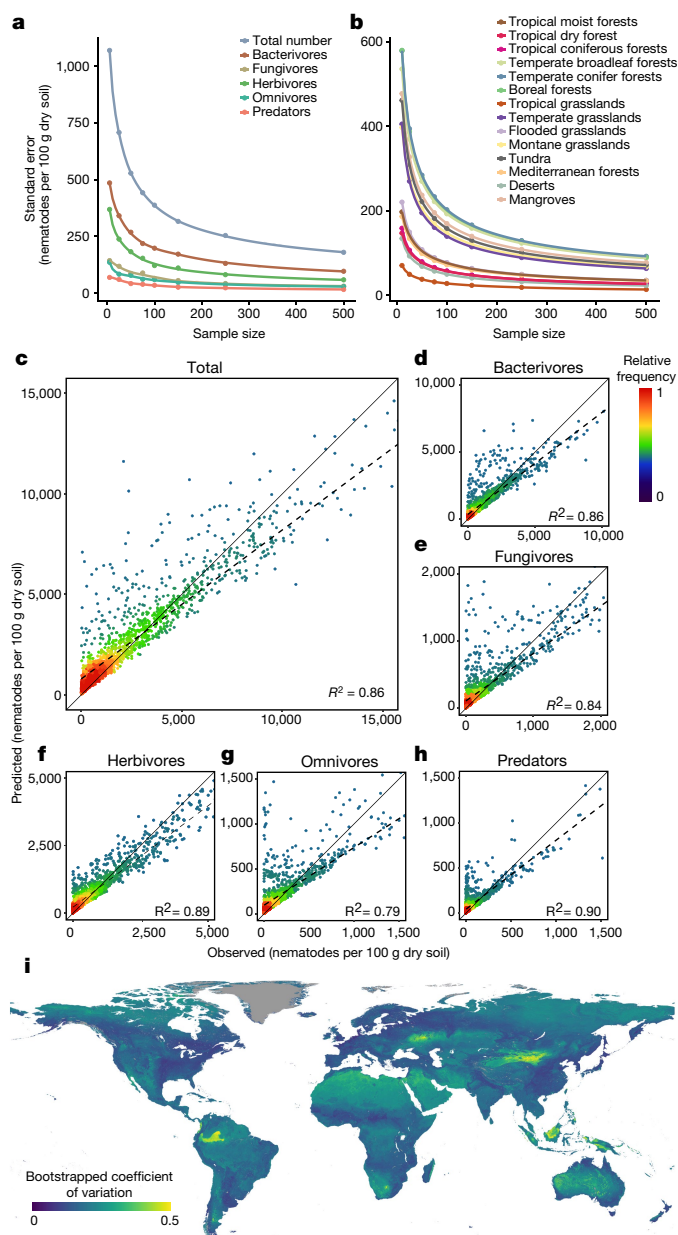 a
Standard error
(nematodes per 100 g dry soil)
1,000
750
500
250
0
Total number
Bacterivores
Fungivores
Herbivores
Omnivores
Predators
0 100 200 300 400 500
Sample size
b
600
400
200
0
Tropical moist forests
Tropical dry forest
Tropical coniferous forests
Temperate broadleaf forests
Temperate conifer forests
Boreal forests
Tropical grasslands
Temperate grasslands
Flooded grasslands
Montane grasslands
Tundra
Mediterranean forests
Deserts
Mangroves
0 100 200 300 400 500
Sample size
c
Total
Predicted (nematodes per 100 g dry soil)
15,000
10,000
5,000
0
R² = 0.86
0 5,000 10,000 15,000
d
Bacterivores
10,000
5,000
0
R² = 0.86
0 5,000 10,000
Relative
frequency
1
0
e
Fungivores
2,000
1,000
0
R² = 0.84
0 1,000 2,000
f
Herbivores
5,000
2,500
0
R² = 0.89
0 2,500 5,000
g
Omnivores
1,500
1,000
500
0
R² = 0.79
0 500 1,000 1,500
h
Predators
1,500
1,000
500
0
R² = 0.90
0 500 1,000 1,500
Observed (nematodes per 100 g dry soil)
i
Bootstrapped coefficient
of variation
0 0.5